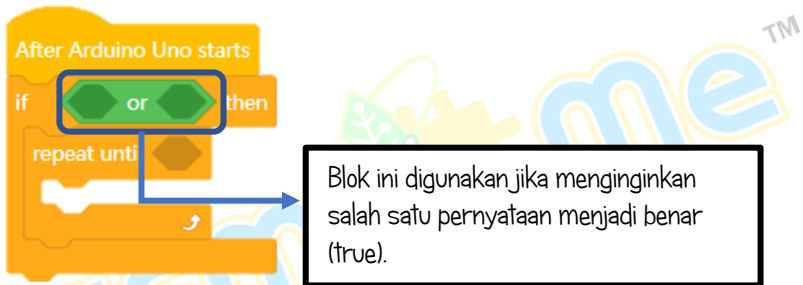 After Arduino Uno starts
if or then
repeat unti
Blok ini digunakan jika menginginkan
salah satu pernyataan menjadi benar
(true).
me TM